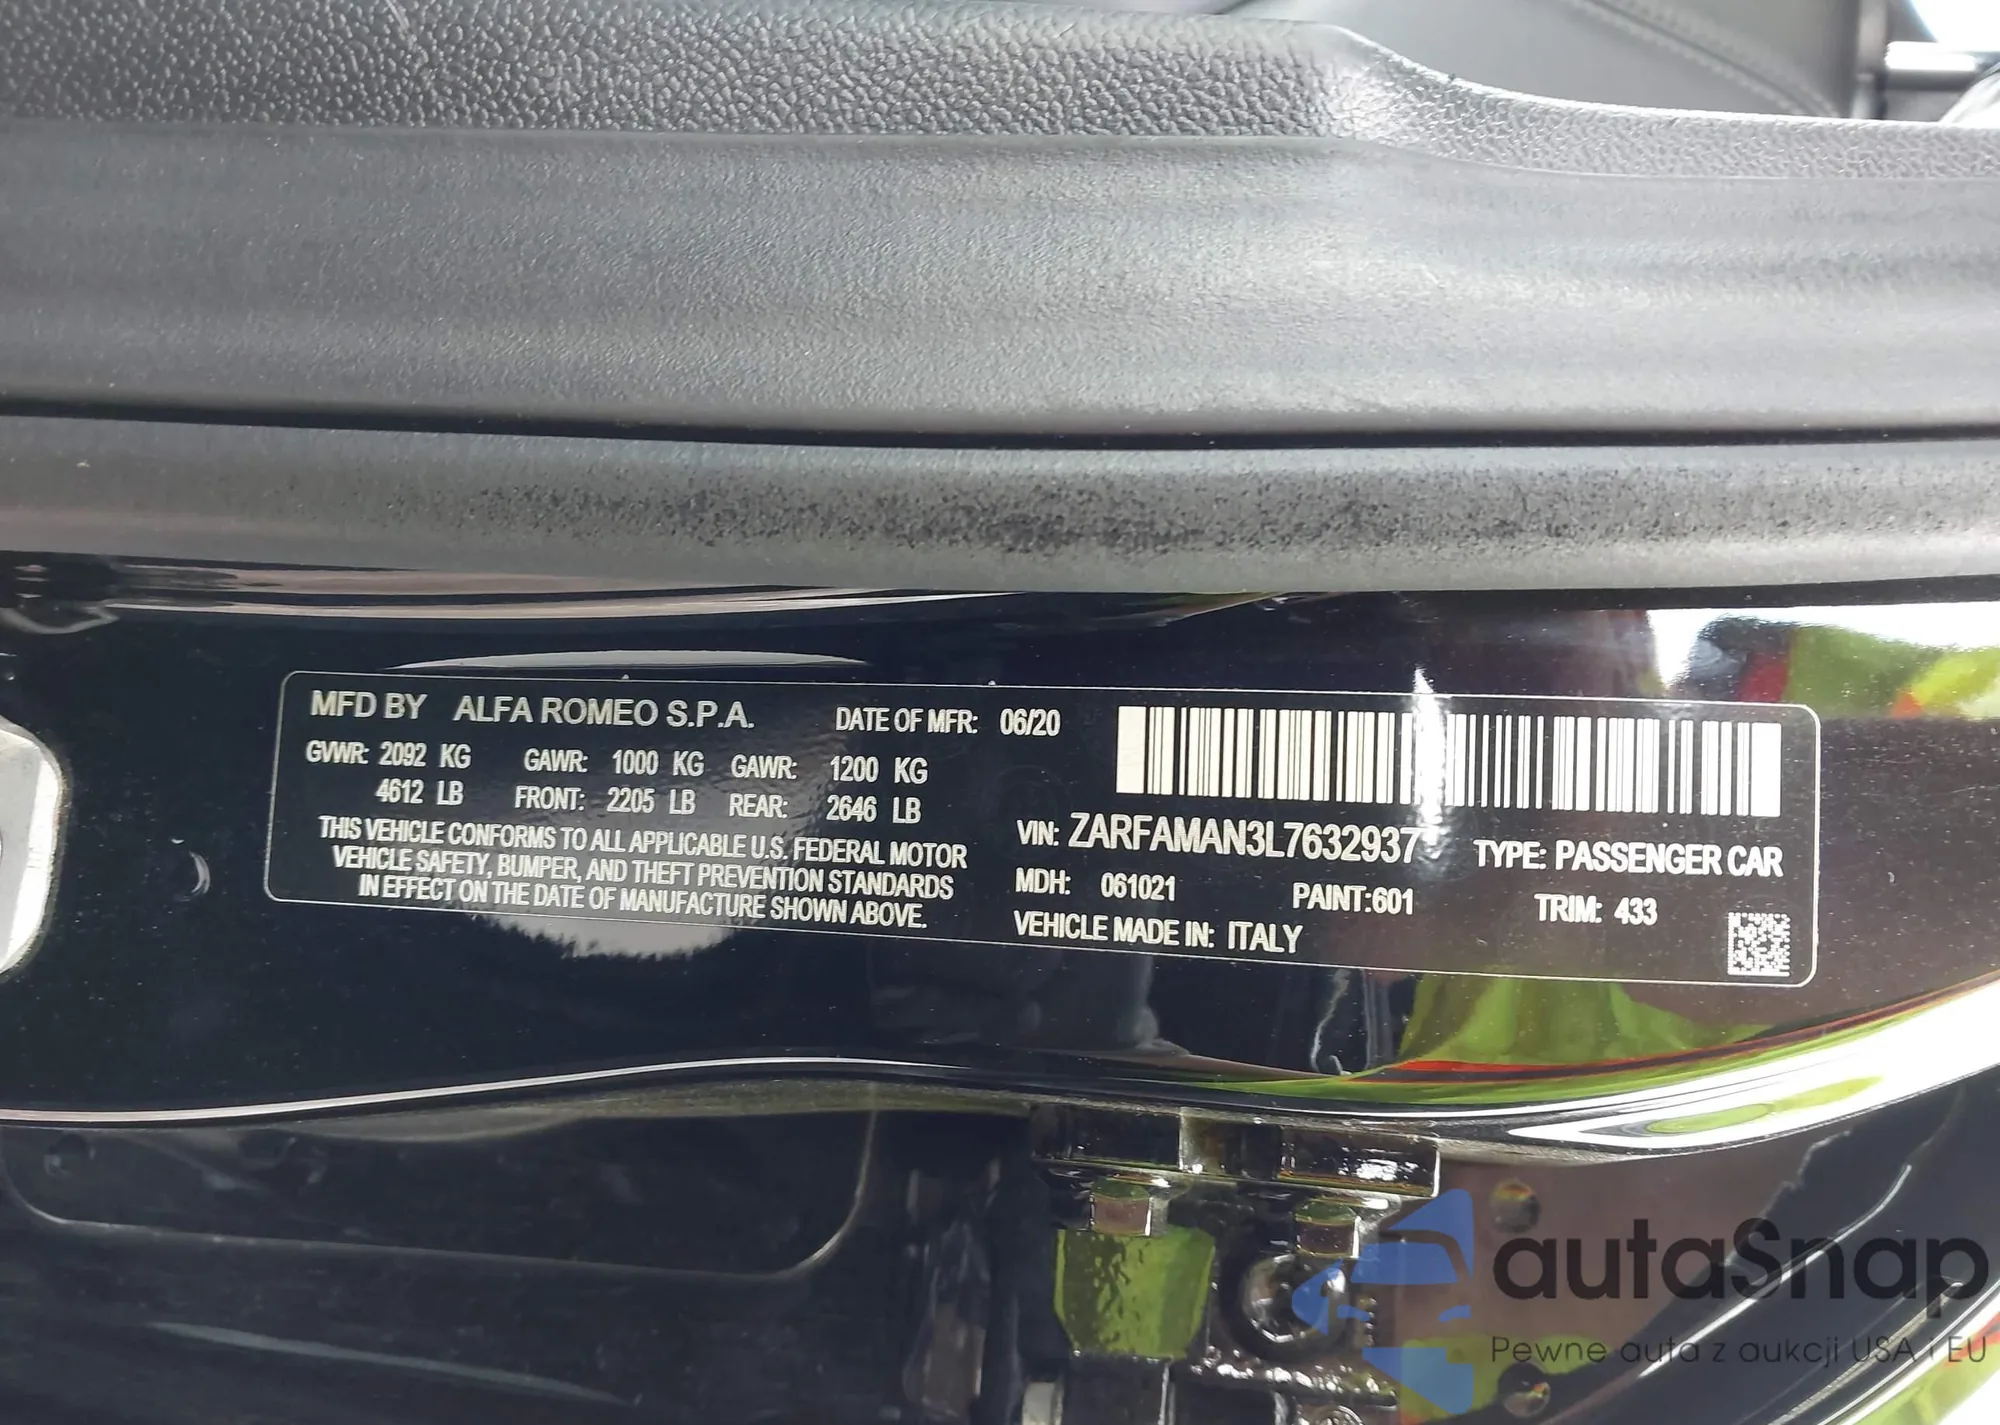 MFD BY ALFA ROMEO S.P.A. DATE OF MFR: 06/20
GVWR: 2092 KG GAWR: 1000 KG GAWR: 1200 KG
4612 LB FRONT: 2205 LB REAR: 2646 LB
THIS VEHICLE CONFORMS TO ALL APPLICABLE U.S. FEDERAL MOTOR
VEHICLE SAFETY, BUMPER, AND THEFT PREVENTION STANDARDS
IN EFFECT ON THE DATE OF MANUFACTURE SHOWN ABOVE.
VIN: ZARFAMAN3L7632937 TYPE: PASSENGER CAR
MDH: 061021 PAINT:601 TRIM: 433
VEHICLE MADE IN: ITALY
autaSnap
Pewne auta z aukcji USA i EU